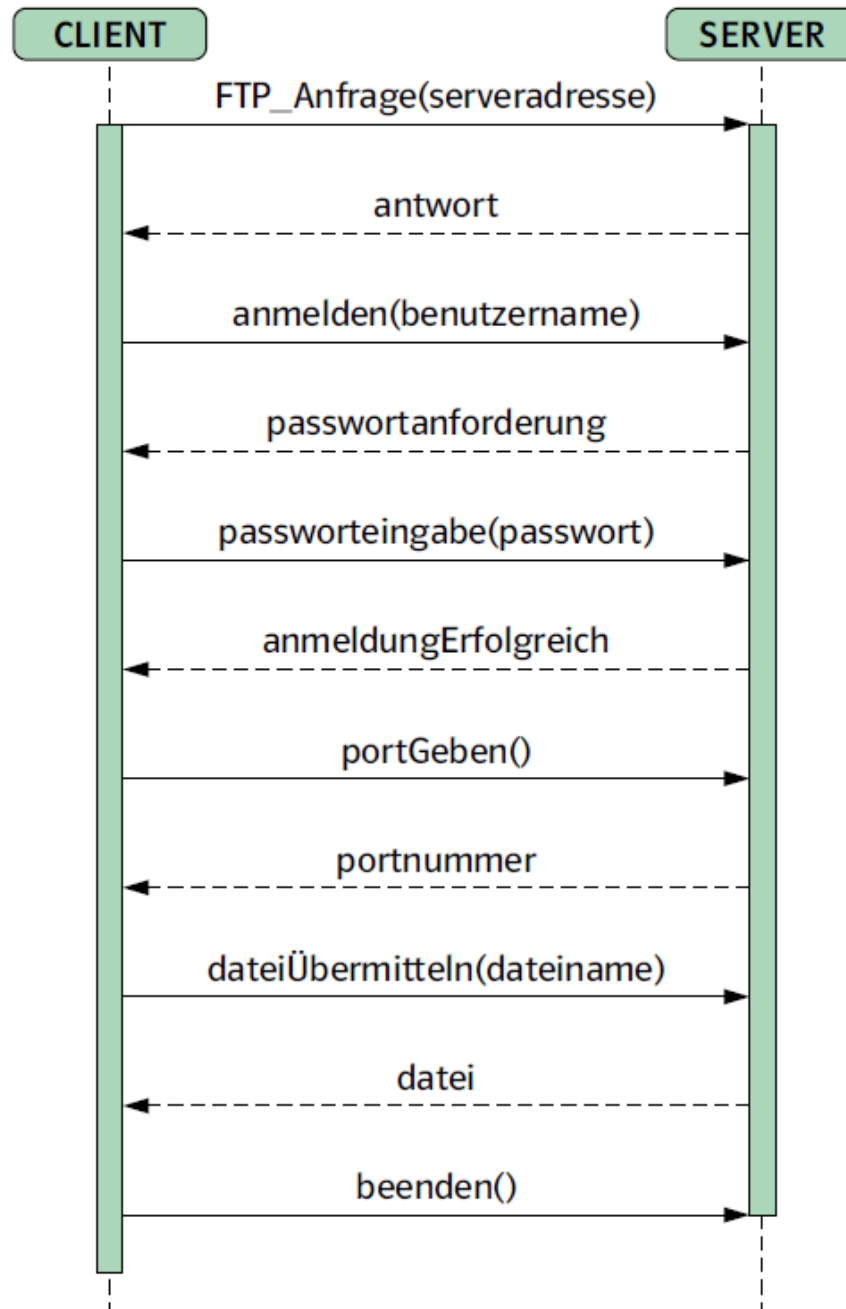 CLIENT
SERVER
FTP_Anfrage(serveradresse)
antwort
anmelden(benutzername)
passwortanforderung
passworteingabe(passwort)
anmeldungErfolgreich
portGeben()
portnummer
dateiÜbermitteln(dateiname)
datei
beenden()